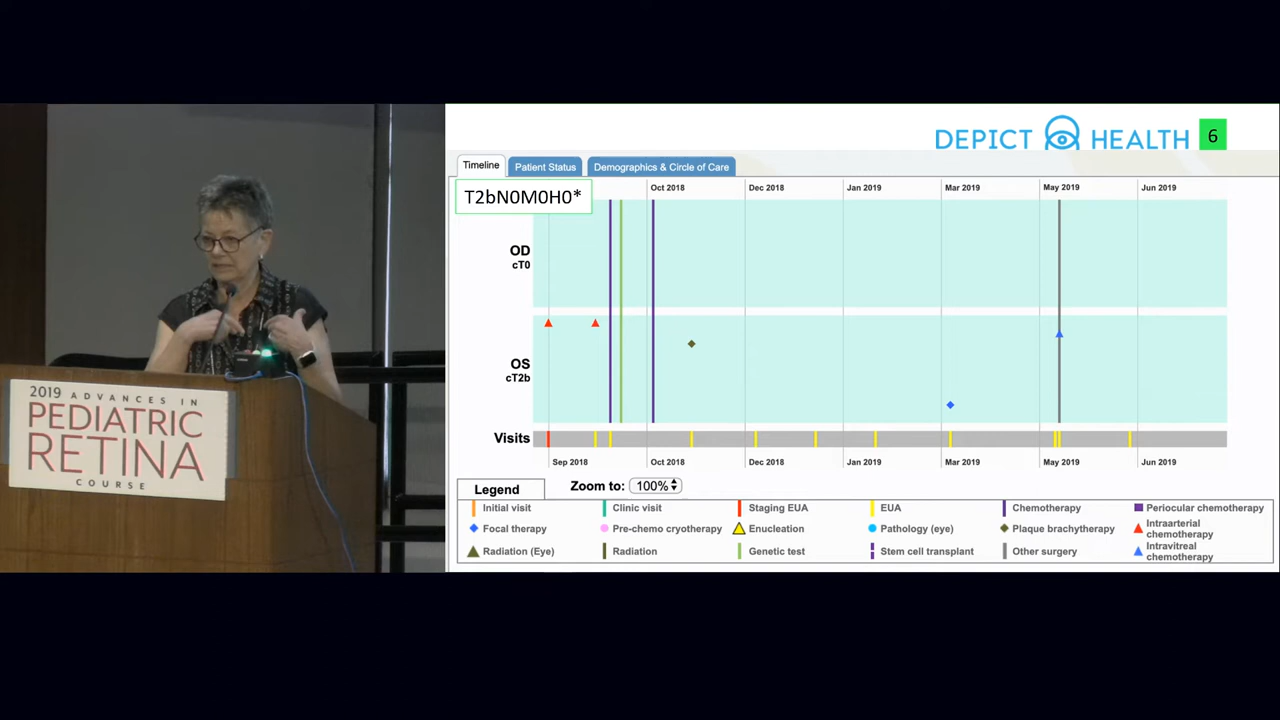 2019 ADVANCES IN
PEDIATRIC
RETINA
COURSE
DEPICT HEALTH
6
Timeline
Patient Status
Demographics & Circle of Care
T2bN0M0H0*
Oct 2018
Dec 2018
Jan 2019
Mar 2019
May 2019
Jun 2019
OD
cT0
OS
cT2b
Visits
Sep 2018
Oct 2018
Dec 2018
Jan 2019
Mar 2019
May 2019
Jun 2019
Legend
Zoom to: 100%
Initial visit
Clinic visit
Staging EUA
EUA
Chemotherapy
Periocular chemotherapy
Focal therapy
Pre-chemo cryotherapy
Enucleation
Pathology (eye)
Plaque brachytherapy
Intraarterial
chemotherapy
Radiation (Eye)
Radiation
Genetic test
Stem cell transplant
Other surgery
Intravitreal
chemotherapy